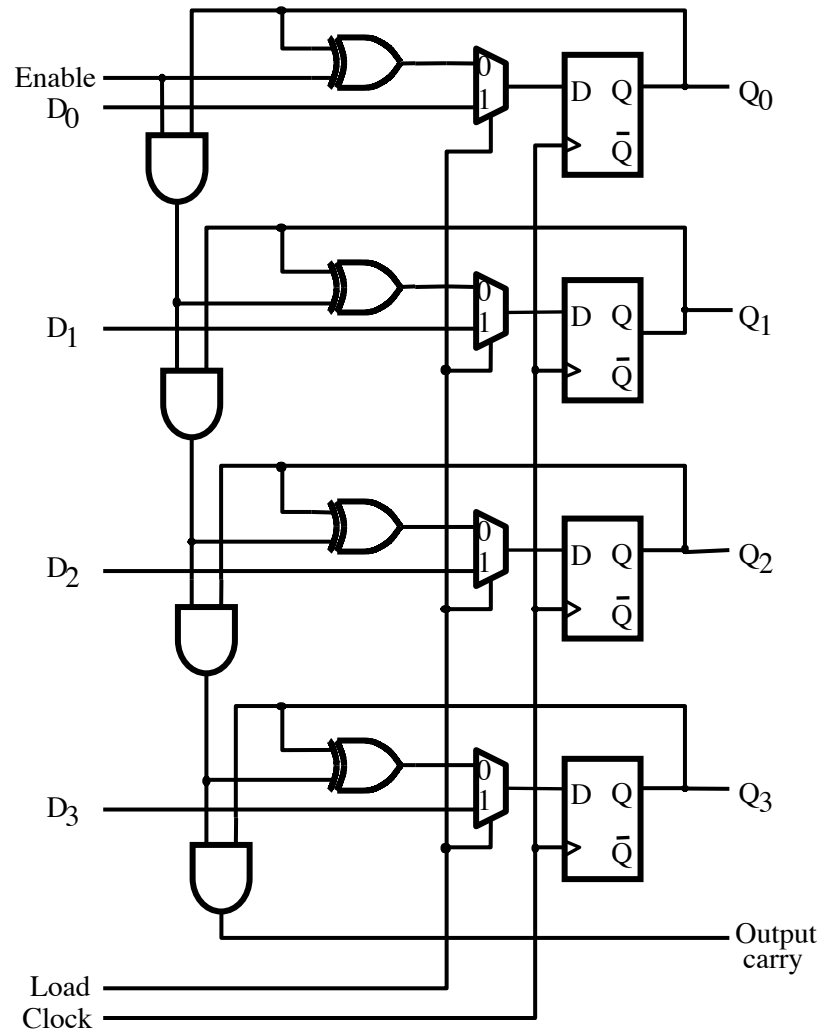 Enable
D0
0
1
D Q
Q̅
Q0
D1
0
1
D Q
Q̅
Q1
D2
0
1
D Q
Q̅
Q2
D3
0
1
D Q
Q̅
Q3
Output
carry
Load
Clock